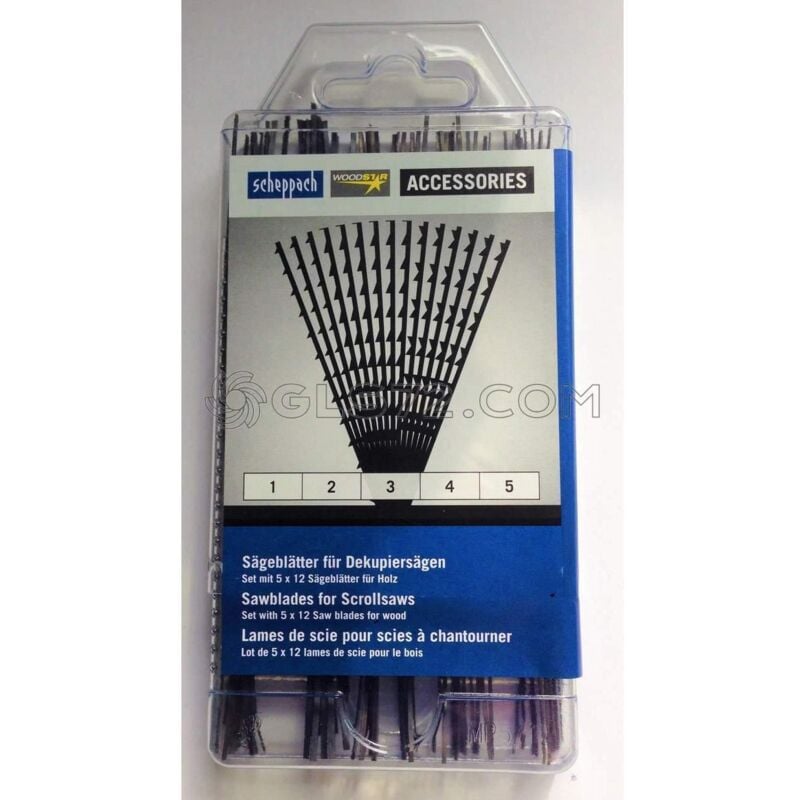 scheppach WOODSTAR ACCESSORIES
GLS72.COM
1 2 3 4 5
Sägeblätter für Dekupiersägen
Set mit 5 x 12 Sägeblätter für Holz
Sawblades for Scrollsaws
Set with 5 x 12 Saw blades for wood
Lames de scie pour scies à chantourner
Lot de 5 x 12 lames de scie pour le bois